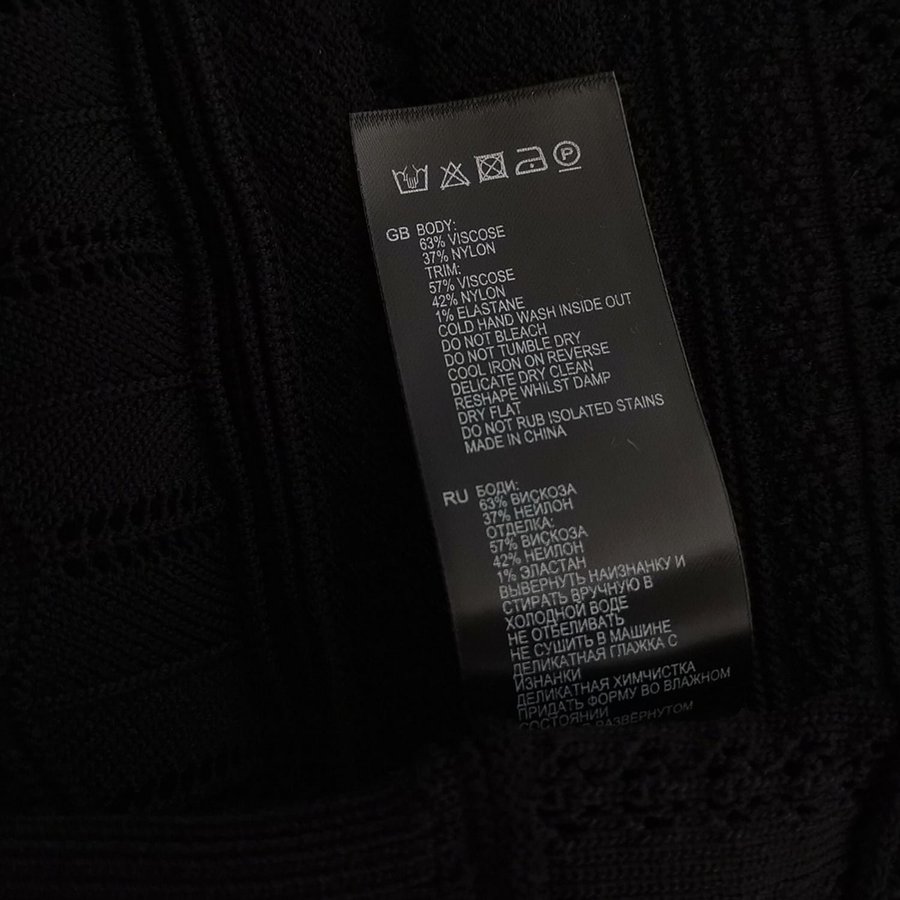 P
GB BODY:
63% VISCOSE
37% NYLON
TRIM:
57% VISCOSE
42% NYLON
1% ELASTANE
COLD HAND WASH INSIDE OUT
DO NOT BLEACH
DO NOT TUMBLE DRY
COOL IRON ON REVERSE
DELICATE DRY CLEAN
RESHAPE WHILST DAMP
DRY FLAT
DO NOT RUB ISOLATED STAINS
MADE IN CHINA
RU БОДИ:
63% ВИСКОЗА
37% НЕЙЛОН
ОТДЕЛКА:
57% ВИСКОЗА
42% НЕЙЛОН
1% ЭЛАСТАН
ВЫВЕРНУТЬ НАИЗНАНКУ И
СТИРАТЬ ВРУЧНУЮ В
ХОЛОДНОЙ ВОДЕ
НЕ ОТБЕЛИВАТЬ
НЕ СУШИТЬ В МАШИНЕ
ДЕЛИКАТНАЯ ГЛАЖКА С
ИЗНАНКИ
ДЕЛИКАТНАЯ ХИМЧИСТКА
ПРИДАТЬ ФОРМУ ВО ВЛАЖНОМ
СОСТОЯНИИ
РАЗВЕРНУТОМ